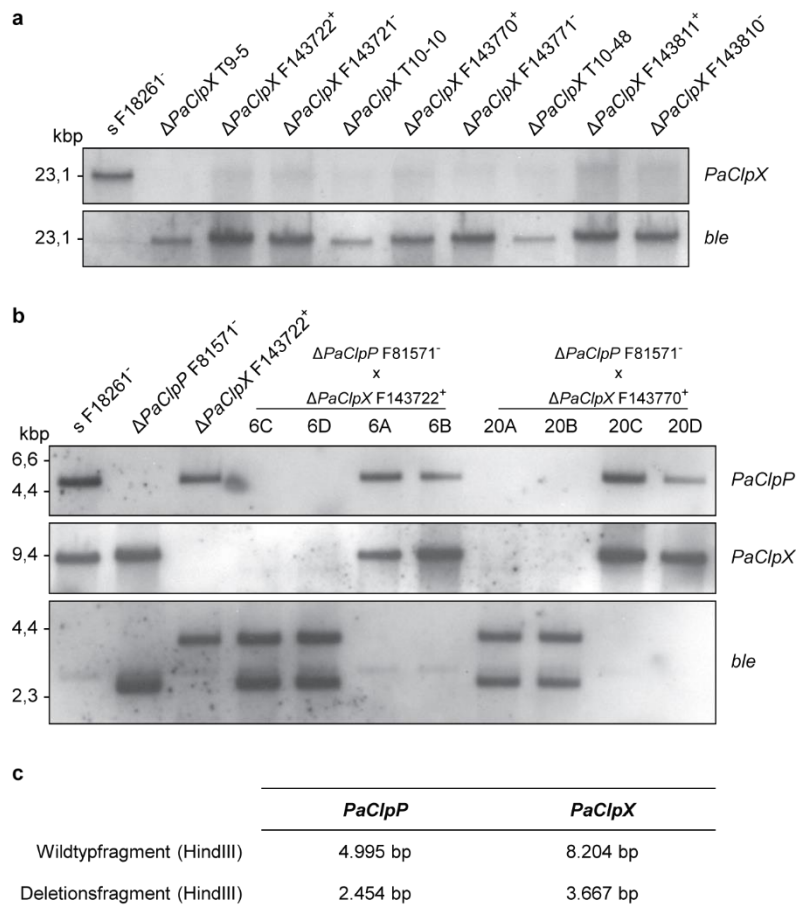 a
s F18261-
ΔPaClpX T9-5
ΔPaClpX F143722+
ΔPaClpX F143721-
ΔPaClpX T10-10
ΔPaClpX F143770+
ΔPaClpX F143771-
ΔPaClpX T10-48
ΔPaClpX F143811+
ΔPaClpX F143810-
kbp
23,1 PaClpX
23,1 ble
b
s F18261-
ΔPaClpP F81571-
ΔPaClpX F143722+
ΔPaClpP F81571- ΔPaClpP F81571-
x x
ΔPaClpX F143722+ ΔPaClpX F143770+
6C 6D 6A 6B 20A 20B 20C 20D
kbp
6,6
4,4 PaClpP
9,4 PaClpX
4,4
ble
2,3
c
PaClpP PaClpX
Wildtypfragment (HindIII) 4.995 bp 8.204 bp
Deletionsfragment (HindIII) 2.454 bp 3.667 bp